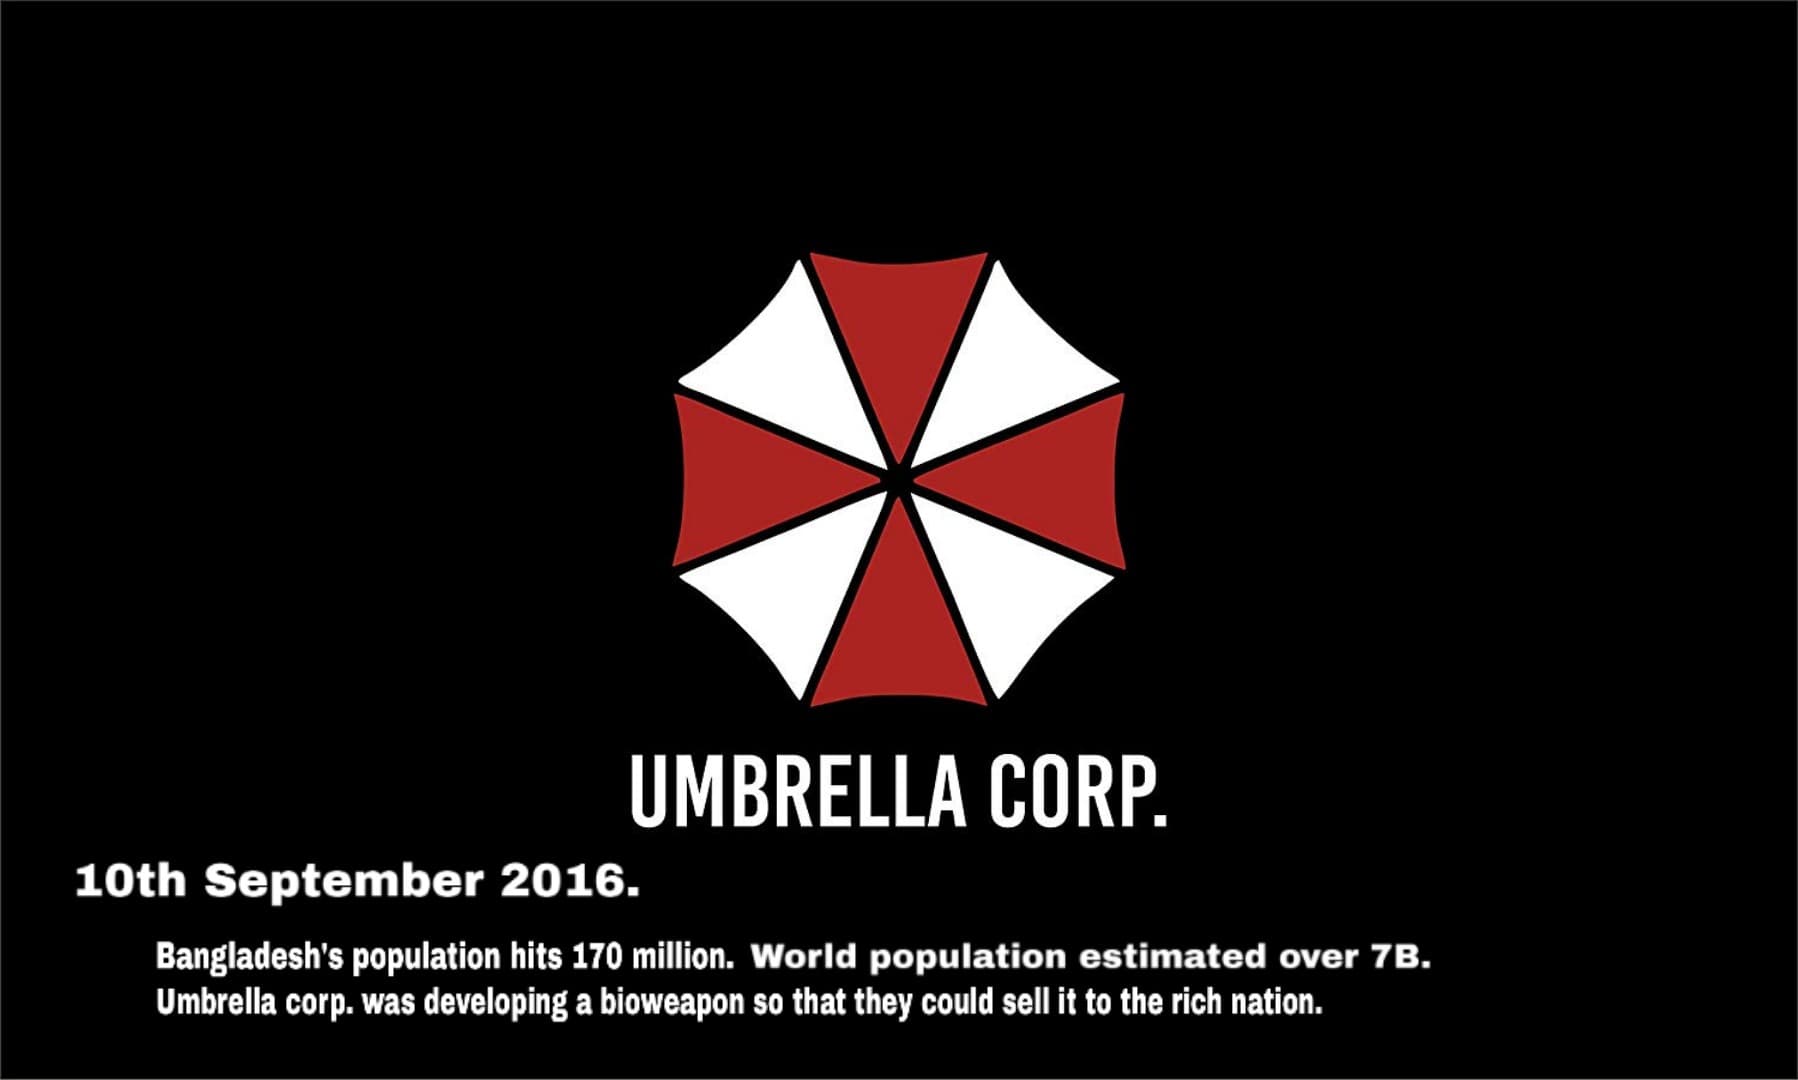 UMBRELLA CORP.
10th September 2016.
Bangladesh's population hits 170 million. World population estimated over 7B.
Umbrella corp. was developing a bioweapon so that they could sell it to the rich nation.